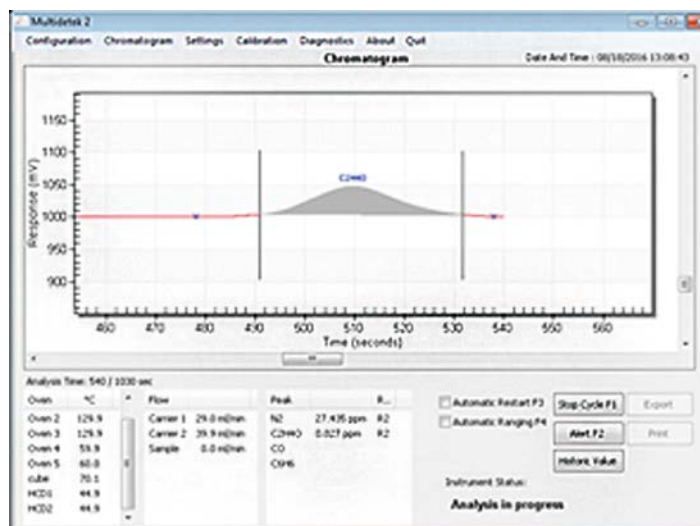 Multidetek 2
Configuration Chromatogram Settings Calibration Diagnostics About Quit
Chromatogram Date And Time : 08/18/2016 13:08:43
1150
1100
C2H4O
1050
1000
950
900
Response (mV)
460 470 480 490 500 510 520 530 540 550 560
Time (seconds)
Analysis Time: 540 / 1030 sec
Oven °C Flow Peak R...
Oven 2 129.9 Carrier 1 29.0 ml/min N2 27.435 ppm R2
Oven 3 129.9 Carrier 2 39.9 ml/min C2H4O 0.027 ppm R2
Oven 4 59.9 Sample 0.0 ml/min CO
Oven 5 60.0 C6H6
cube 70.1
HCD1 44.9
HCD2 44.9
Automatic Restart F3 Stop Cycle F1 Export
Automatic Ranging F4 Alert F2 Print
Historic Value
Instrument Status:
Analysis in progress